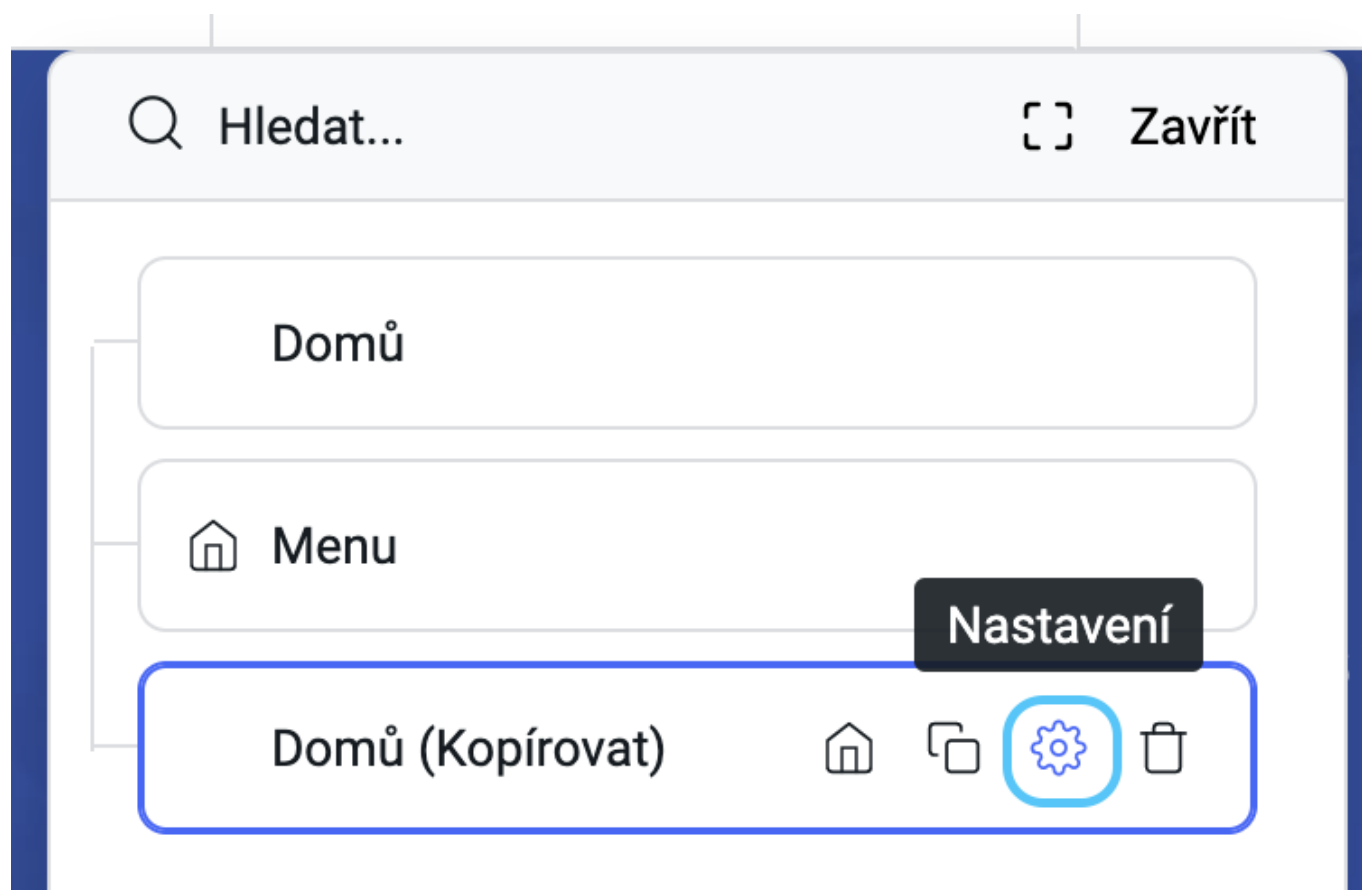 Hledat... Zavřít
Domů
Menu
Nastavení
Domů (Kopírovat)